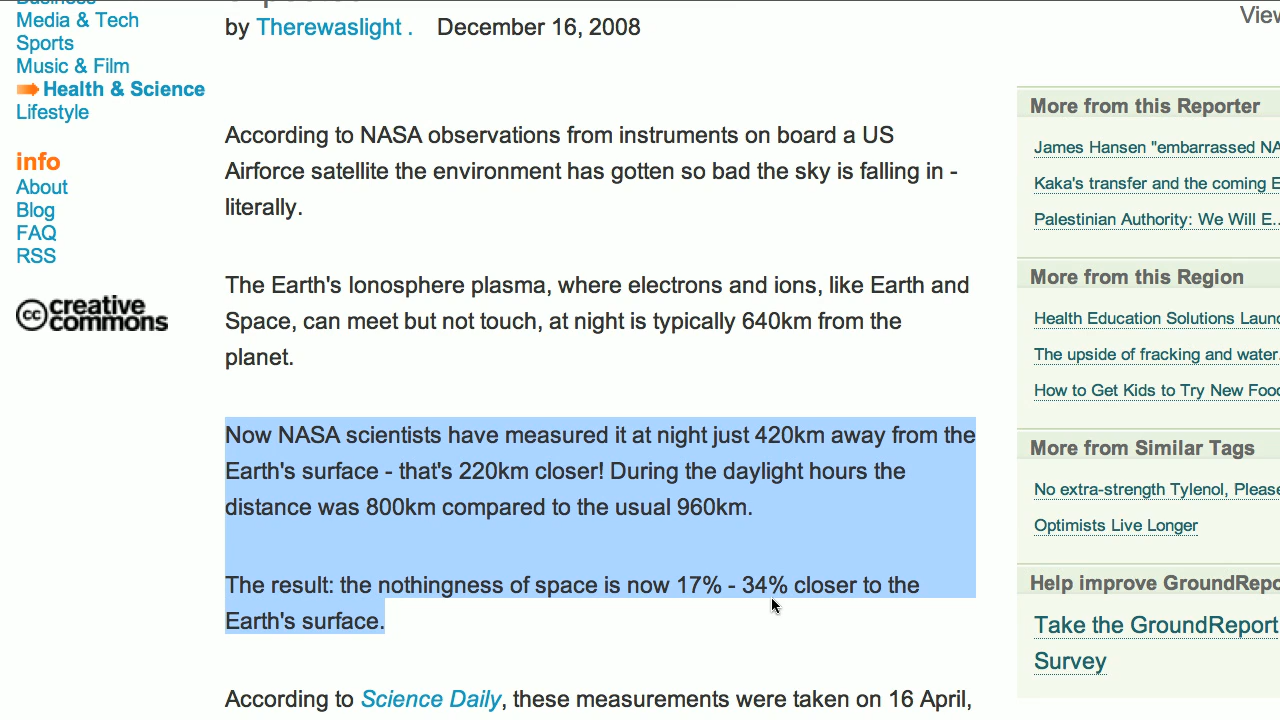 Media & Tech
Sports
Music & Film
Health & Science
Lifestyle
info
About
Blog
FAQ
RSS
cc creative commons
by Therewaslight . December 16, 2008
According to NASA observations from instruments on board a US
Airforce satellite the environment has gotten so bad the sky is falling in -
literally.
The Earth's Ionosphere plasma, where electrons and ions, like Earth and
Space, can meet but not touch, at night is typically 640km from the
planet.
Now NASA scientists have measured it at night just 420km away from the
Earth's surface - that's 220km closer! During the daylight hours the
distance was 800km compared to the usual 960km.
The result: the nothingness of space is now 17% - 34% closer to the
Earth's surface.
According to Science Daily, these measurements were taken on 16 April,
More from this Reporter
James Hansen "embarrassed NA
Kaka's transfer and the coming E
Palestinian Authority: We Will E..
More from this Region
Health Education Solutions Laun
The upside of fracking and water.
How to Get Kids to Try New Foo
More from Similar Tags
No extra-strength Tylenol, Please
Optimists Live Longer
Help improve GroundRepo
Take the GroundReport
Survey